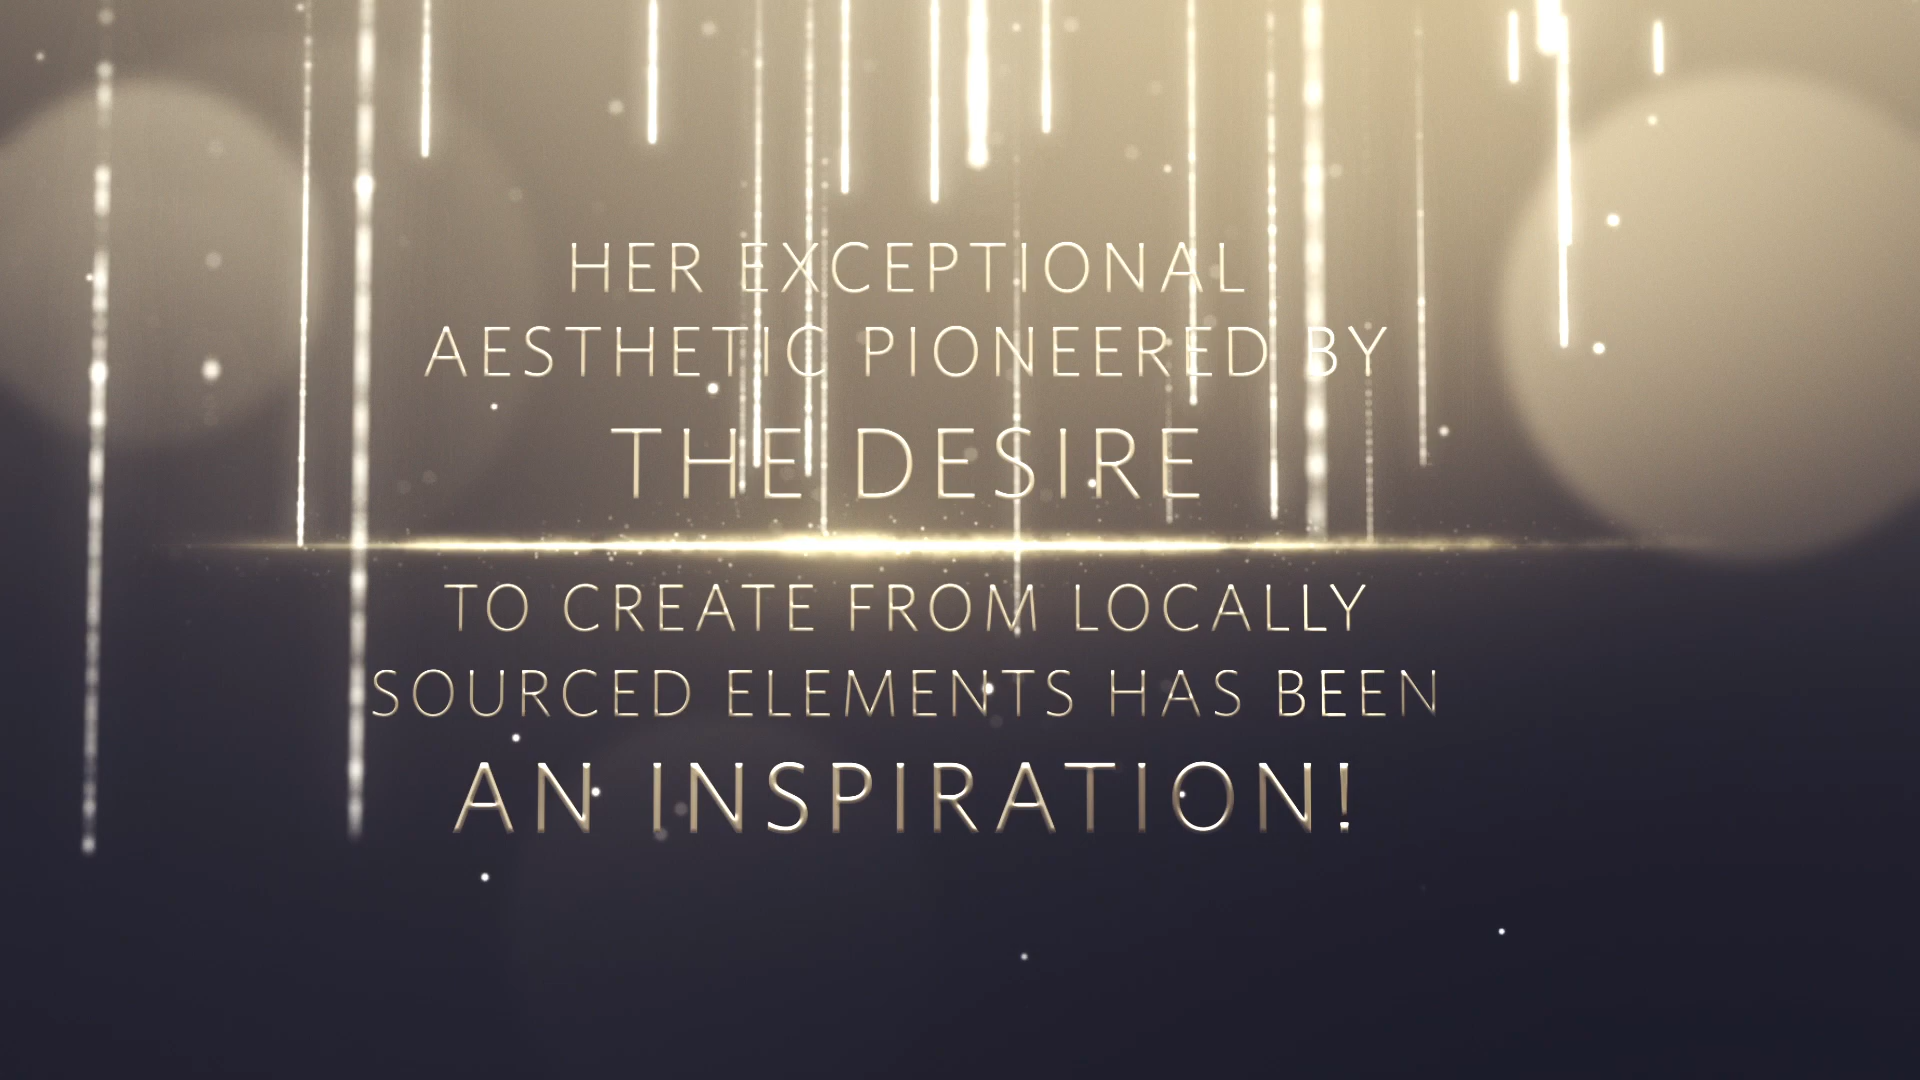 HER EXCEPTIONAL
AESTHETIC PIONEERED BY
THE DESIRE
TO CREATE FROM LOCALLY
SOURCED ELEMENTS HAS BEEN
AN INSPIRATION!